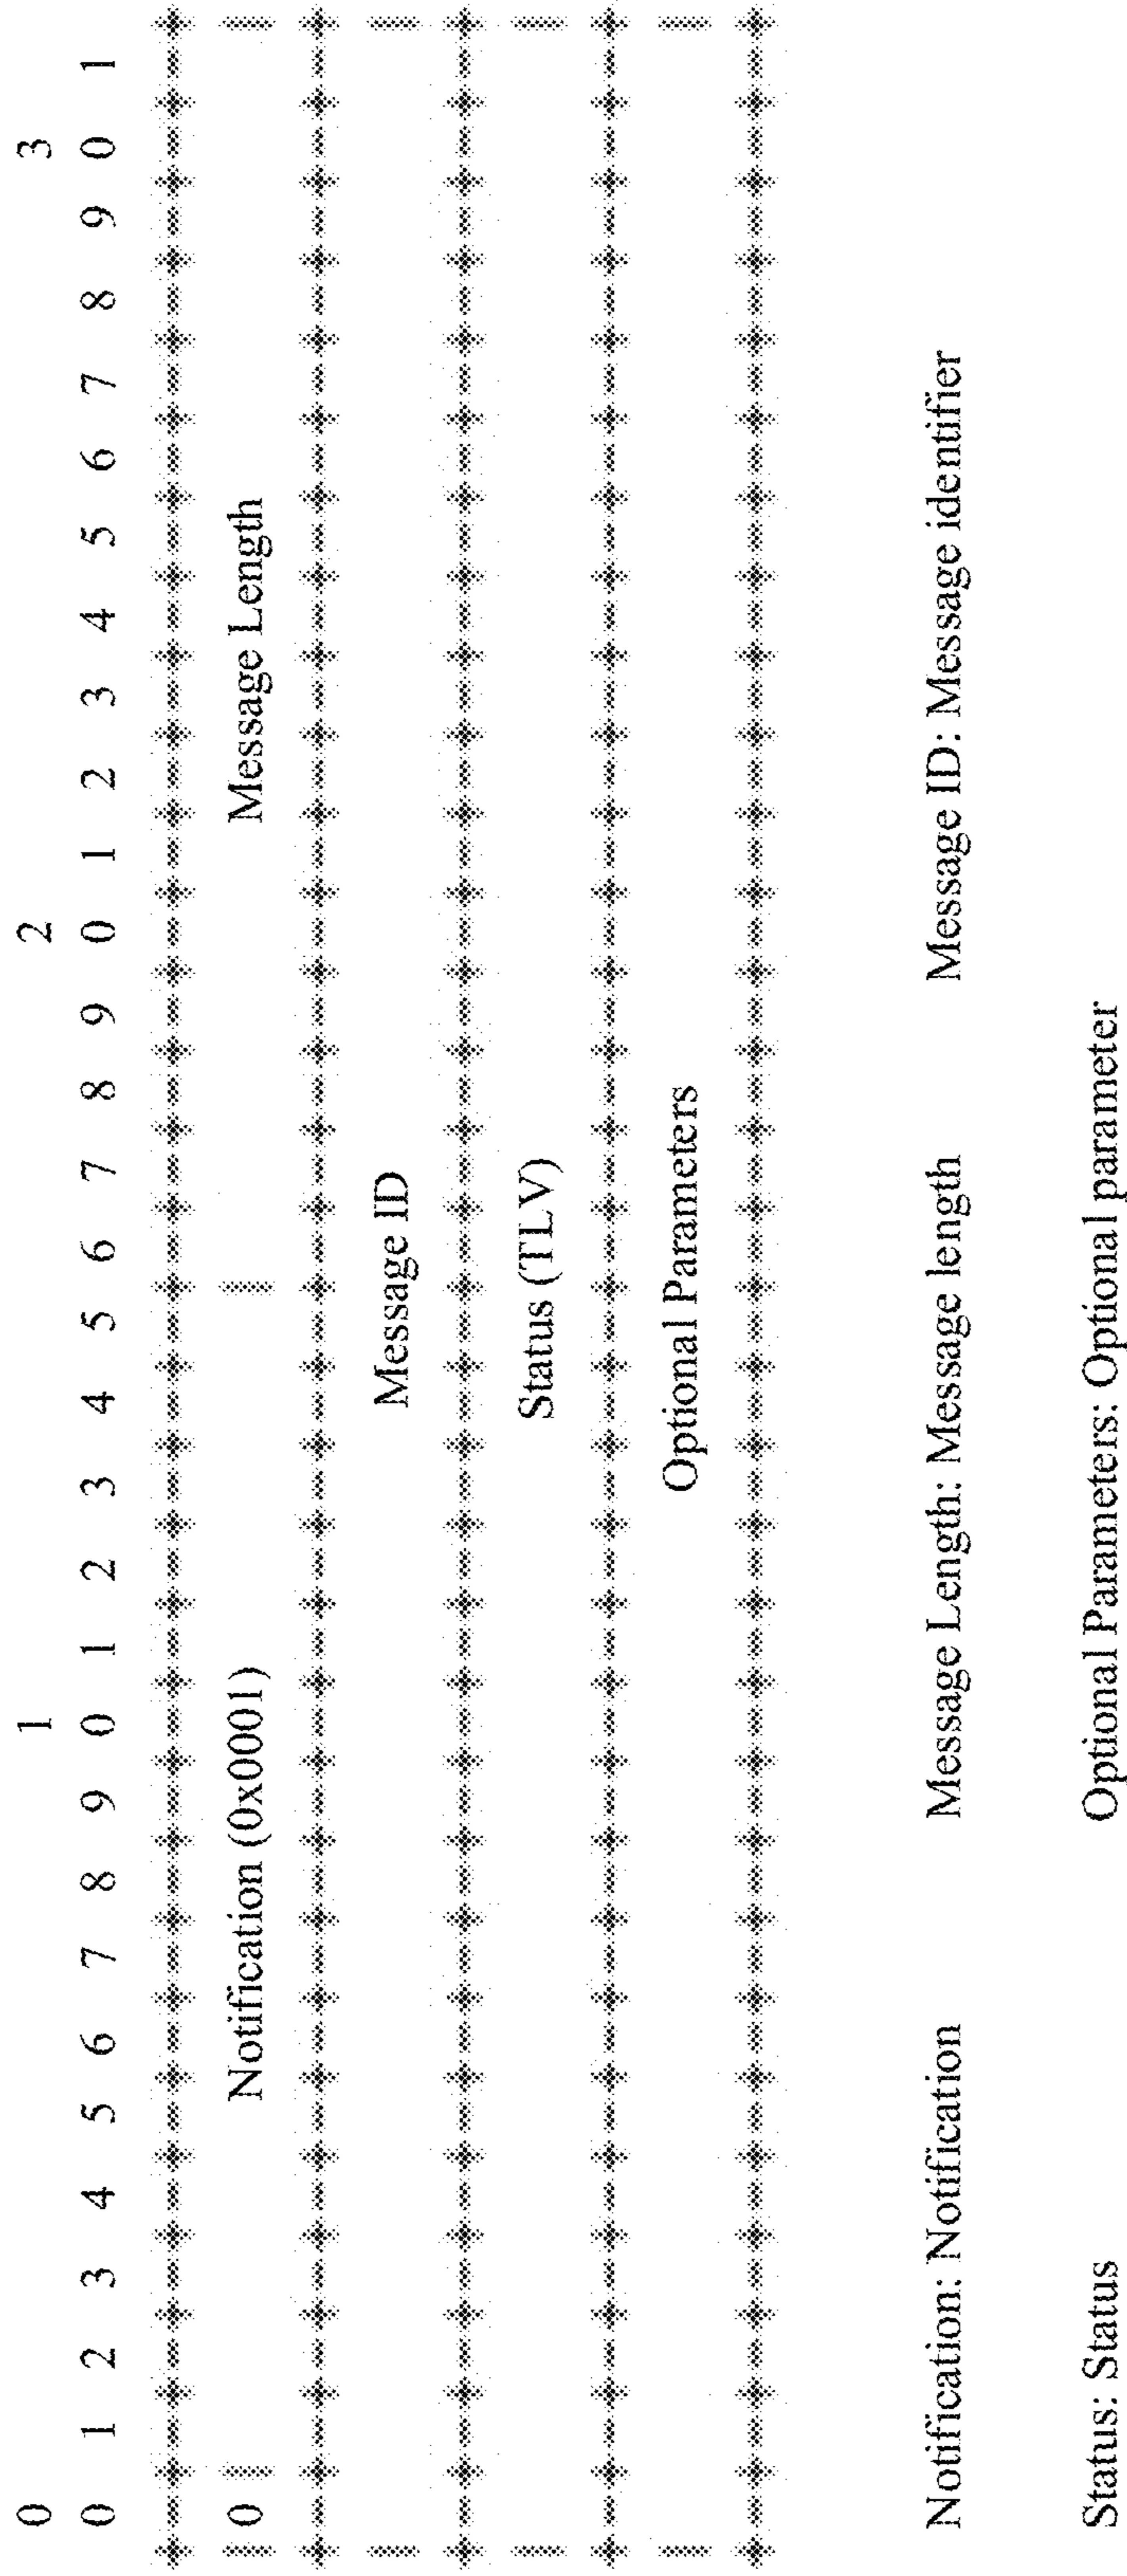 0 1 2 3
0 1 2 3 4 5 6 7 8 9 0 1 2 3 4 5 6 7 8 9 0 1 2 3 4 5 6 7 8 9 0 1
+-+-+-+-+-+-+-+-+-+-+-+-+-+-+-+-+-+-+-+-+-+-+-+-+-+-+-+-+-+-+-+-+
|0| Notification (0x0001) | Message Length |
+-+-+-+-+-+-+-+-+-+-+-+-+-+-+-+-+-+-+-+-+-+-+-+-+-+-+-+-+-+-+-+-+
| Message ID |
+-+-+-+-+-+-+-+-+-+-+-+-+-+-+-+-+-+-+-+-+-+-+-+-+-+-+-+-+-+-+-+-+
| Status (TLV) |
+-+-+-+-+-+-+-+-+-+-+-+-+-+-+-+-+-+-+-+-+-+-+-+-+-+-+-+-+-+-+-+-+
| Optional Parameters |
+-+-+-+-+-+-+-+-+-+-+-+-+-+-+-+-+-+-+-+-+-+-+-+-+-+-+-+-+-+-+-+-+
Notification: Notification Message Length: Message length Message ID: Message identifier
Status: Status Optional Parameters: Optional parameter